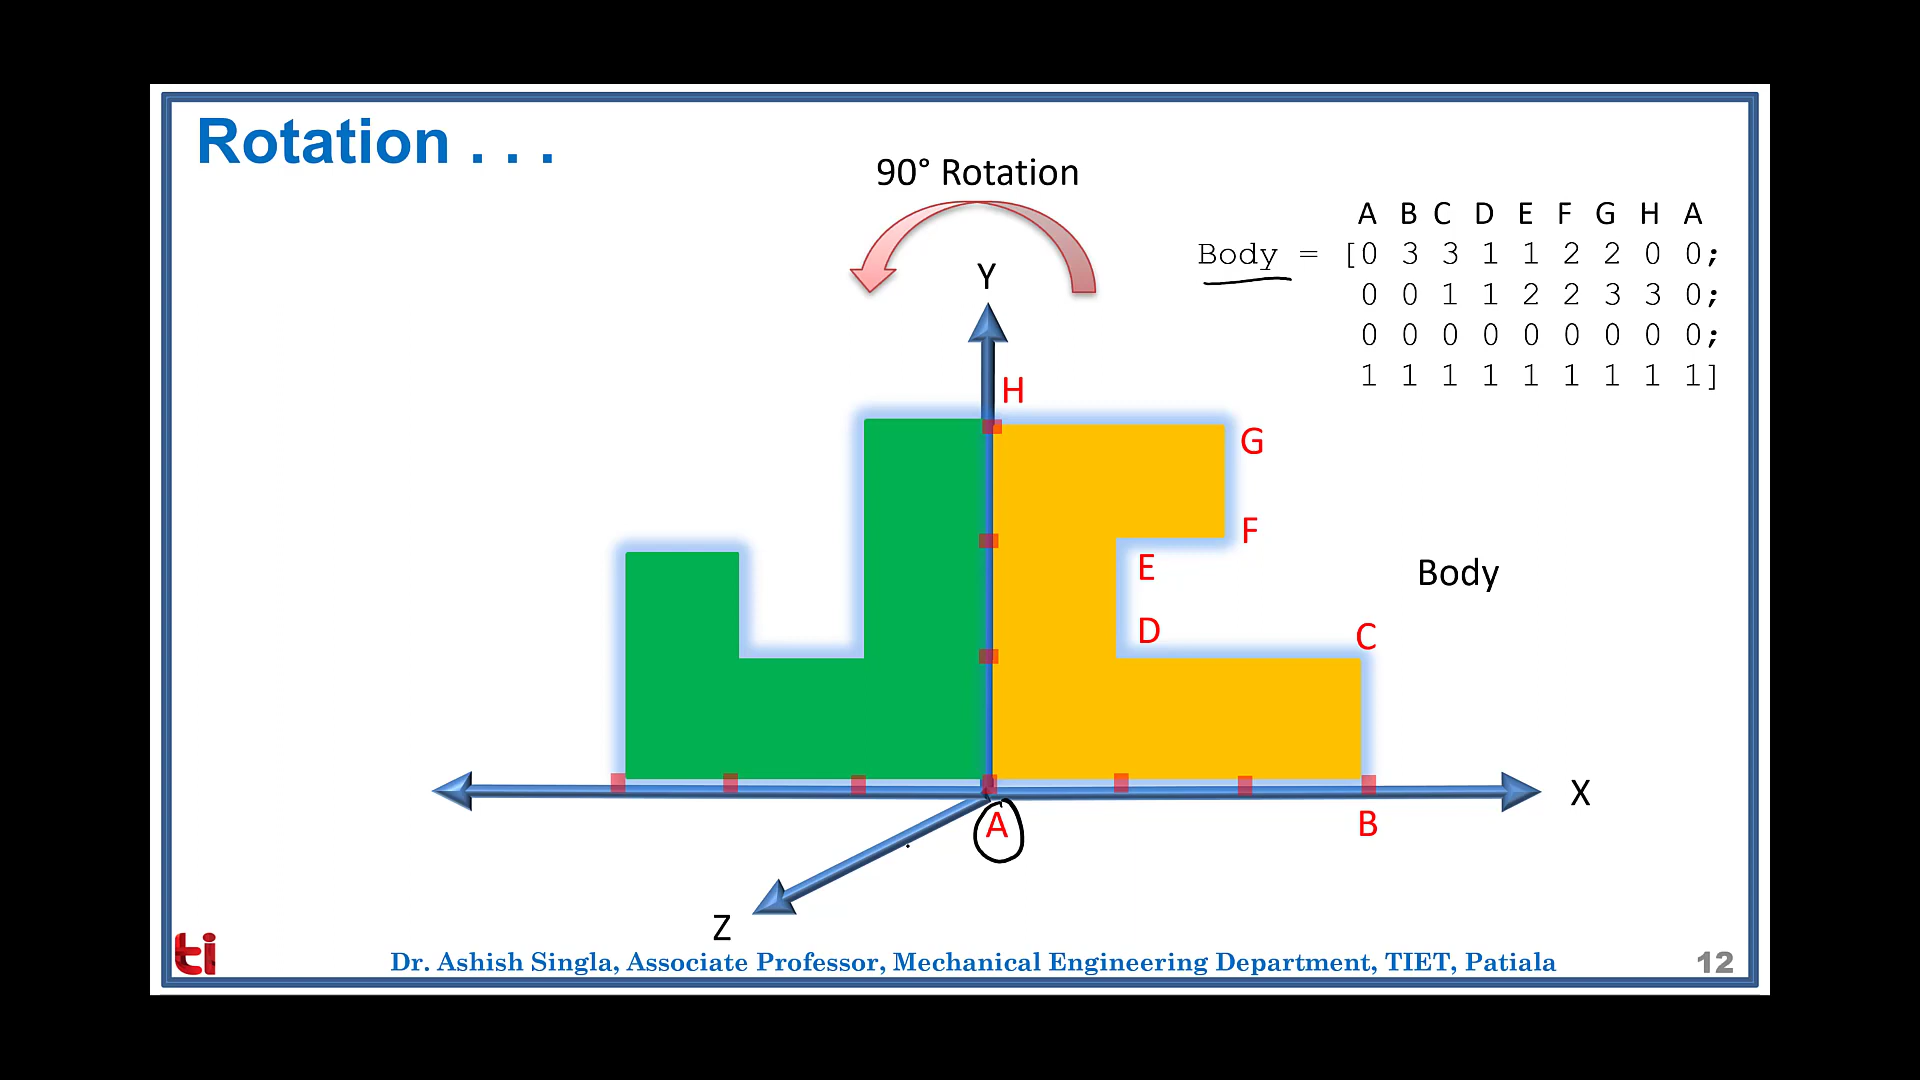 Rotation . . .
90° Rotation
A B C D E F G H A
Body = [0 3 3 1 1 2 2 0 0;
0 0 1 1 2 2 3 3 0;
0 0 0 0 0 0 0 0 0;
1 1 1 1 1 1 1 1 1]
Y
H
G
F
E
Body
D
C
X
A
B
Z
ti
Dr. Ashish Singla, Associate Professor, Mechanical Engineering Department, TIET, Patiala
12